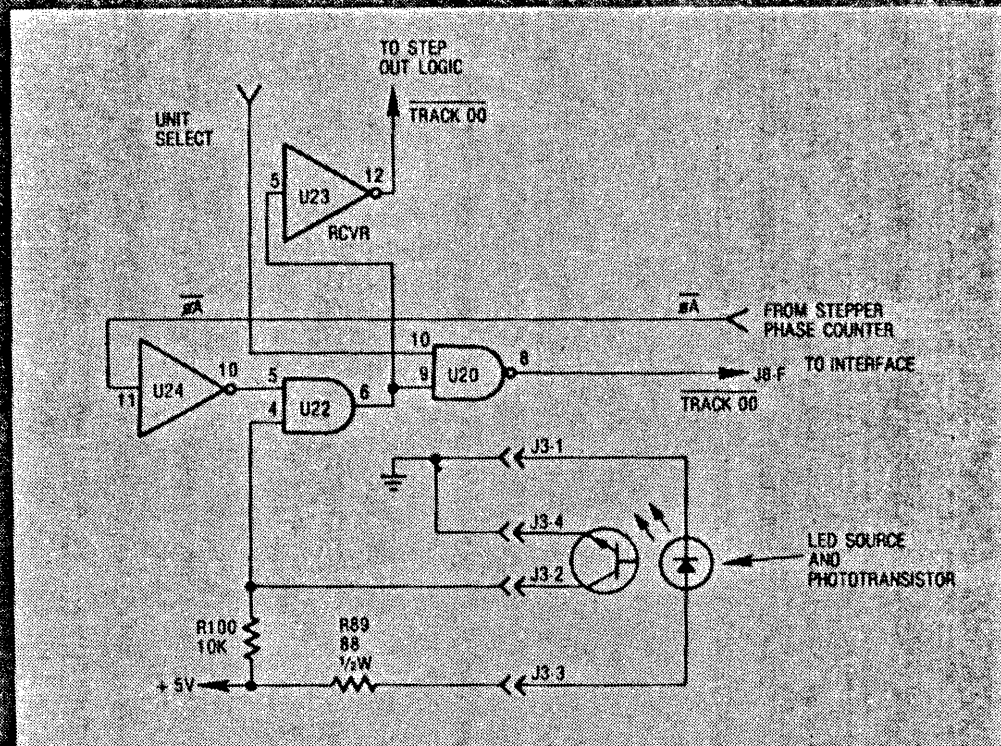 TO STEP
OUT LOGIC
TRACK 00
UNIT
SELECT
5
12
U23
RCVR
øA
øA
FROM STEPPER
PHASE COUNTER
10
8
TO INTERFACE
U20
9
J8-F
TRACK 00
10
U24
11
5
6
4
U22
J3-1
J3-4
LED SOURCE
AND
PHOTOTRANSISTOR
J3-2
R100
10K
R89
88
½W
+ 5V
J3-3